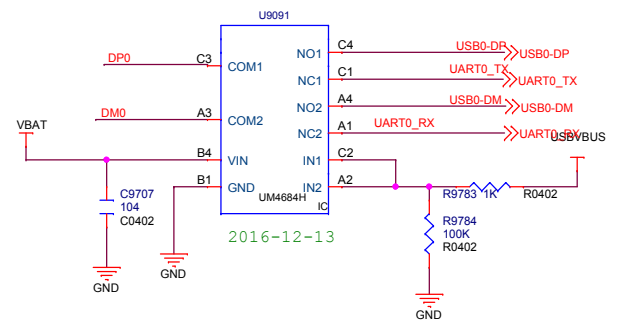 U9091
DP0
C3
COM1
NO1
C4
USB0-DP
USB0-DP
NC1
C1
UART0_TX
UART0_TX
DM0
A3
COM2
NO2
A4
USB0-DM
USB0-DM
NC2
A1
UART0_RX
UART0_RX
VBAT
USBVBUS
B4
VIN
IN1
C2
B1
GND
IN2
A2
UM4684H
IC
C9707
104
C0402
R9783 1K
R0402
R9784
100K
R0402
2016-12-13
GND
GND
GND